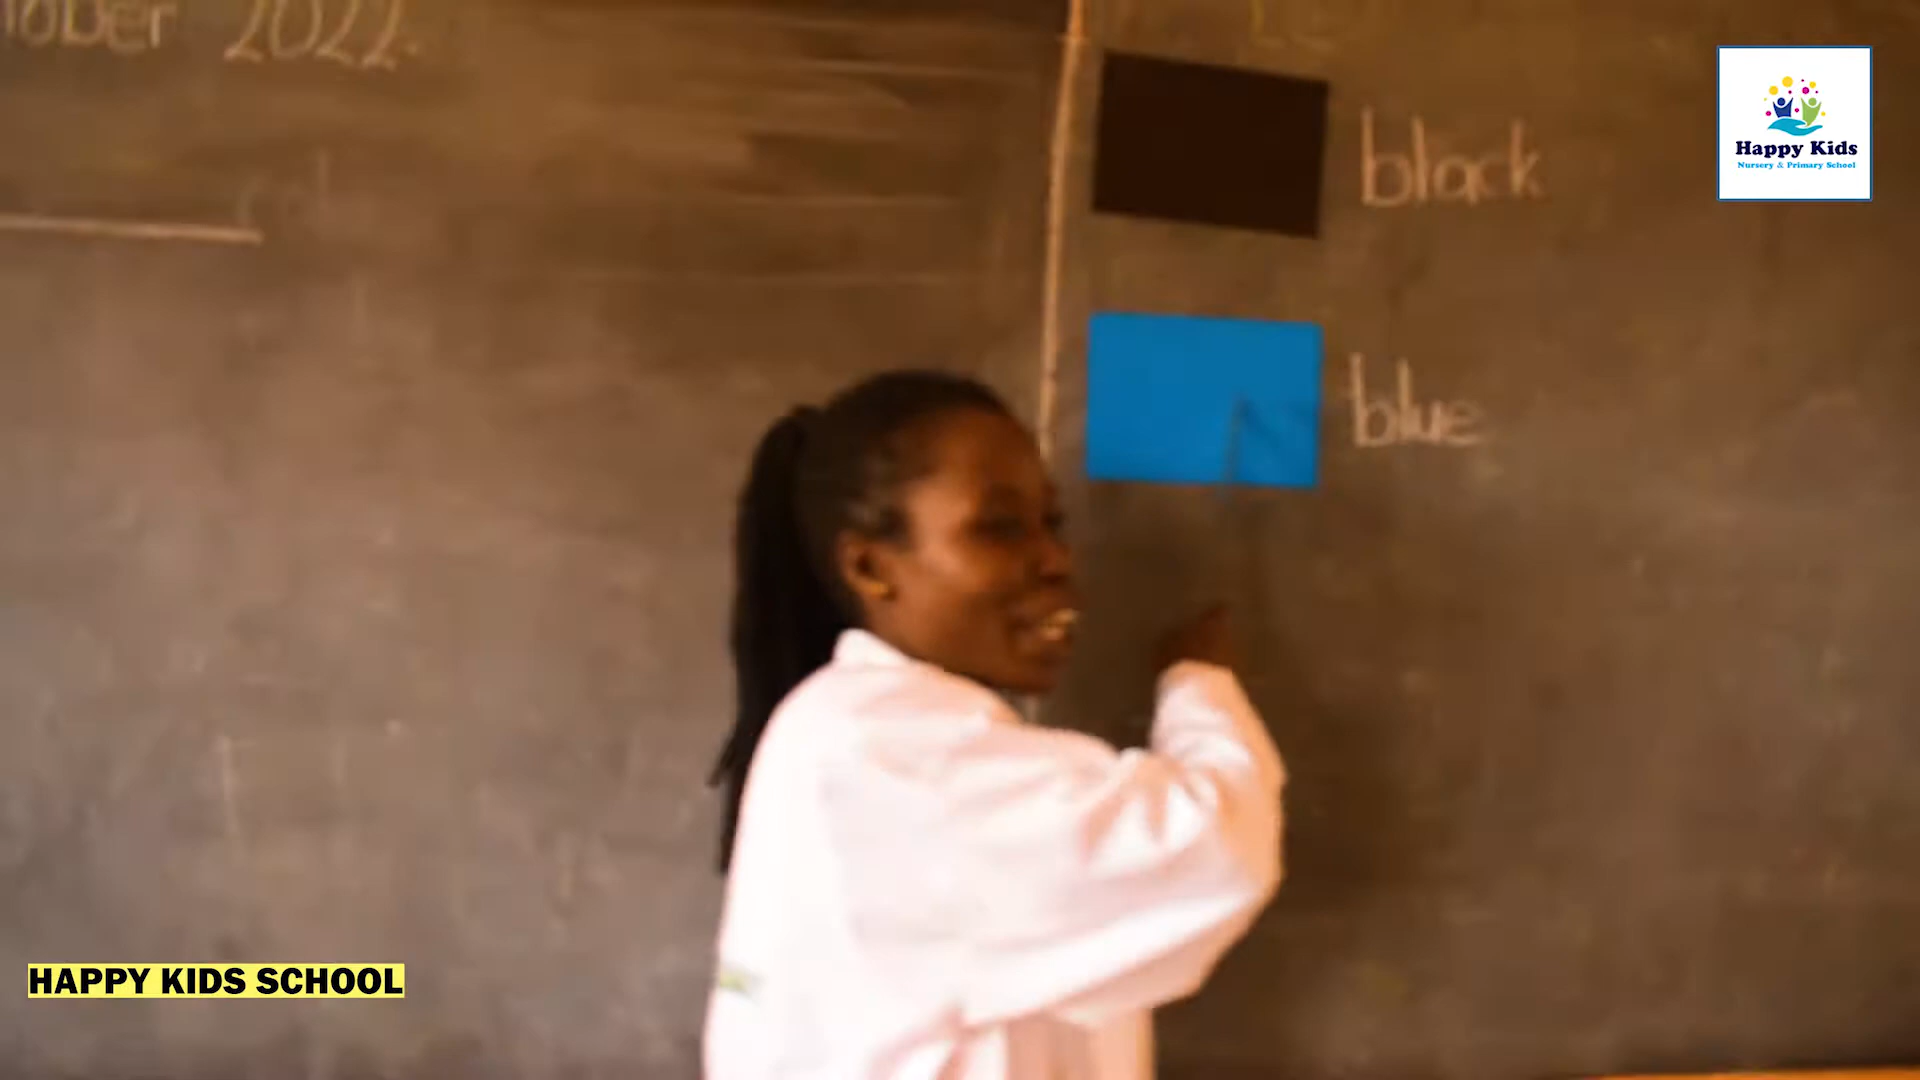 2022.
black
blue
Happy Kids
Nursery & Primary School
HAPPY KIDS SCHOOL